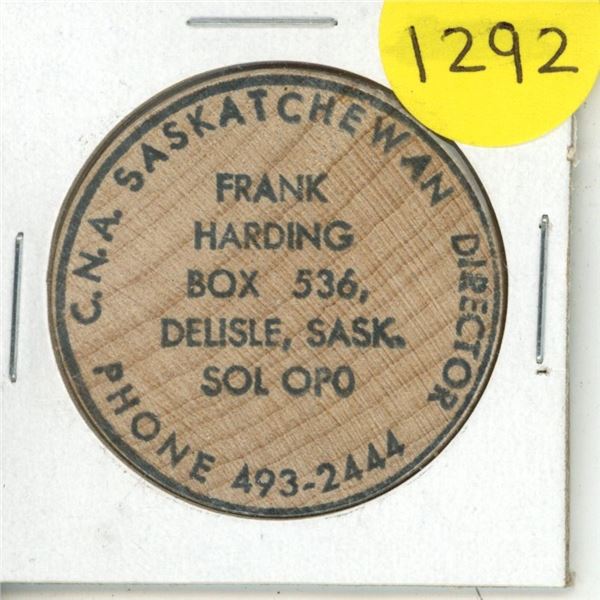 1292
C.N.A. SASKATCHEWAN DIRECTOR
FRANK
HARDING
BOX 536,
DELISLE, SASK.
SOL OPO
PHONE 493-2444